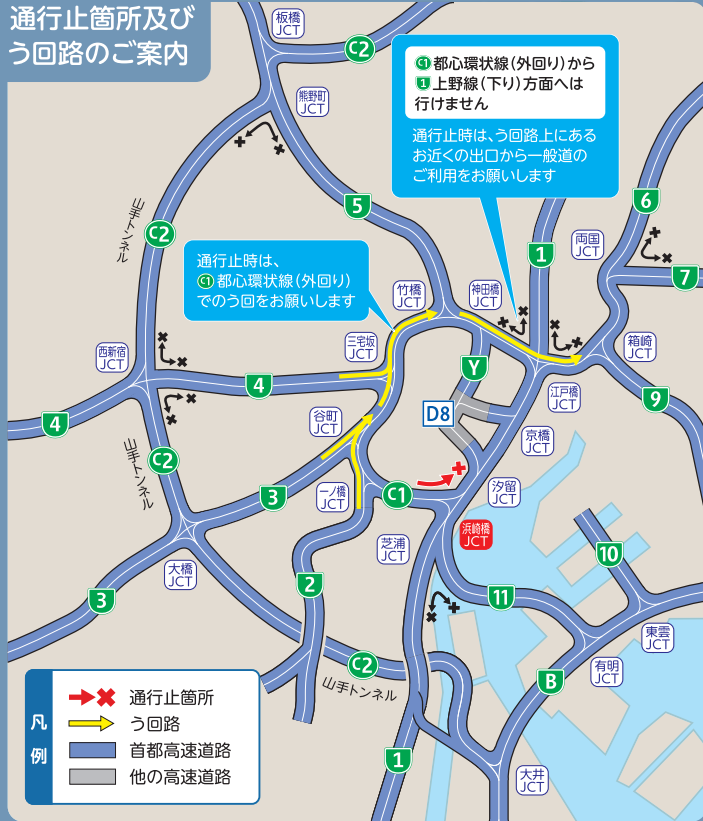 通行止箇所及び
う回路のご案内
板橋
JCT
C2
C1都心環状線(外回り)から
1上野線(下り)方面へは
行けません
通行止時は、う回路上にある
お近くの出口から一般道の
ご利用をお願いします
熊野町
JCT
山手トンネル
C2
5
6
両国
JCT
1
7
通行止時は、
C1都心環状線(外回り)
でのう回をお願いします
竹橋
JCT
神田橋
JCT
三宅坂
JCT
箱崎
JCT
西新宿
JCT
4
Y
江戸橋
JCT
9
4
谷町
JCT
D8
京橋
JCT
山手トンネル
C2
3
一ノ橋
JCT
C1
汐留
JCT
浜崎橋
JCT
芝浦
JCT
10
大橋
JCT
2
3
11
東雲
JCT
有明
JCT
C2
山手トンネル
B
1
大井
JCT
凡例
通行止箇所
う回路
首都高速道路
他の高速道路